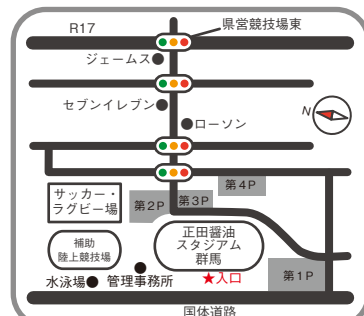 R17
県営競技場東
ジェームス
セブンイレブン
ローソン
N
第4P
サッカー・
ラグビー場
第2P
第3P
補助
陸上競技場
正田醤油
スタジアム
群馬
第1P
水泳場
管理事務所
★入口
国体道路